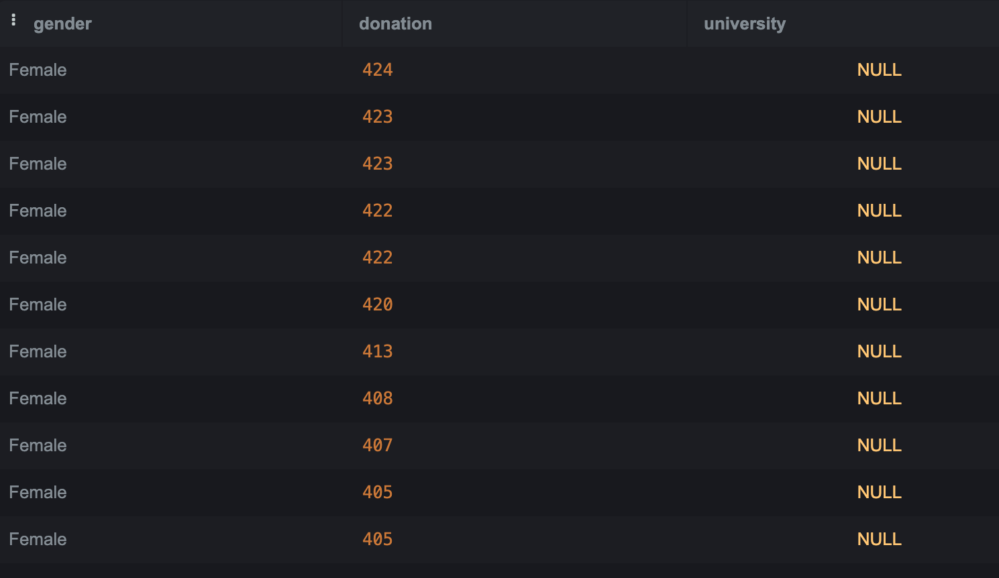 gender donation university
Female 424 NULL
Female 423 NULL
Female 423 NULL
Female 422 NULL
Female 422 NULL
Female 420 NULL
Female 413 NULL
Female 408 NULL
Female 407 NULL
Female 405 NULL
Female 405 NULL